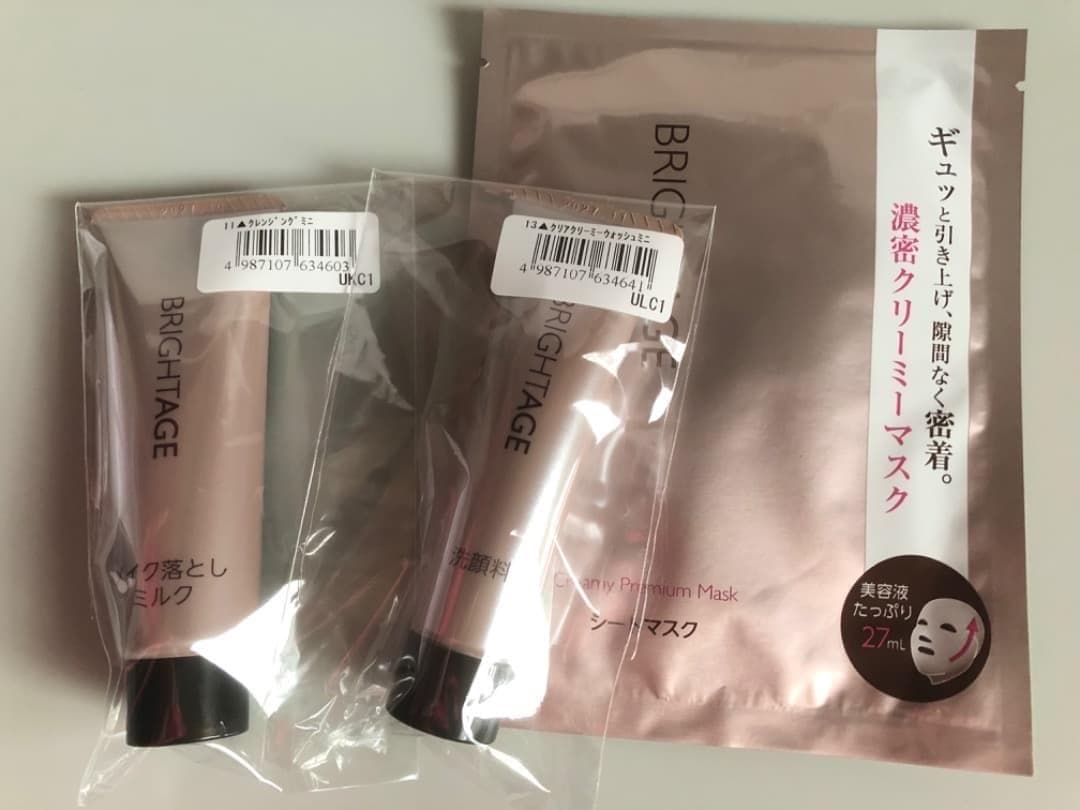 11▲クレンジングミニ
4 987107 634603
UKC1
BRIGHTAGE
メイク落とし
ミルク
2027 11
13▲クリアクリーミーウォッシュミニ
4 987107 634641
ULC1
BRIGHTAGE
洗顔料
ギュッと引き上げ、隙間なく密着。
濃密クリーミーマスク
Creamy Premium Mask
シートマスク
美容液
たっぷり
27mL